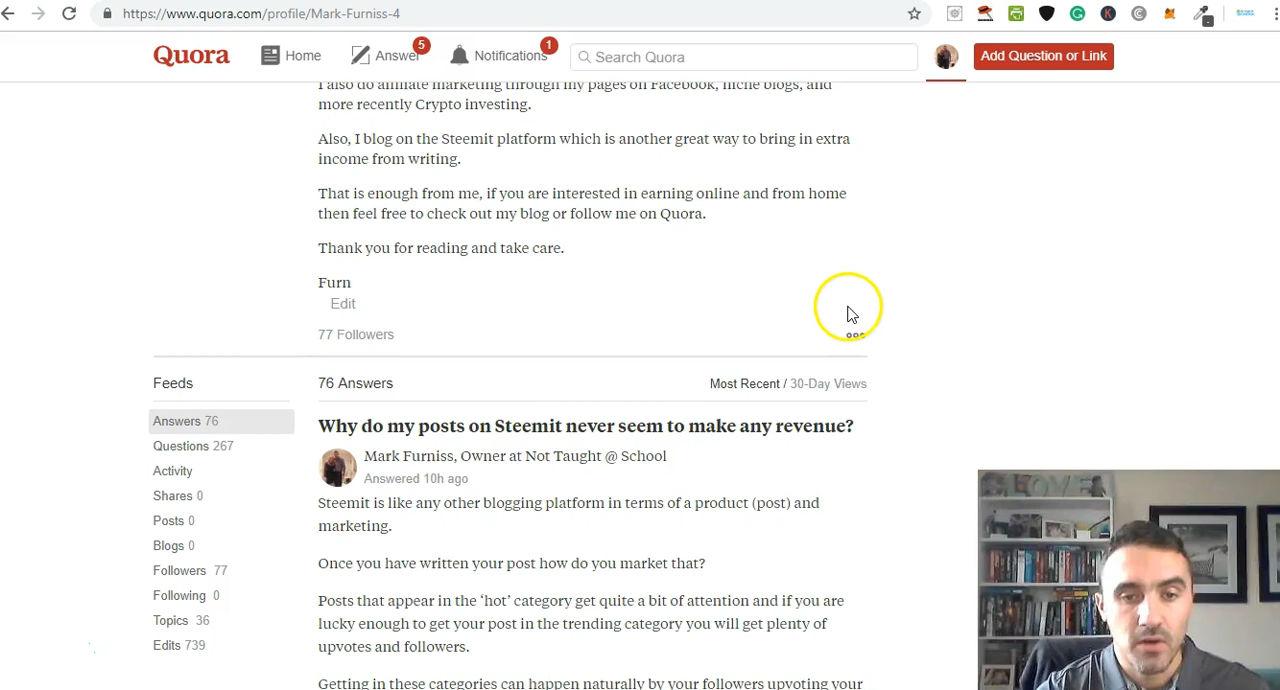 https://www.quora.com/profile/Mark-Furniss-4
Quora
Home
Answer
5
Notifications
1
Search Quora
Add Question or Link
I also do affiliate marketing through my pages on Facebook, niche blogs, and
more recently Crypto investing.
Also, I blog on the Steemit platform which is another great way to bring in extra
income from writing.
That is enough from me, if you are interested in earning online and from home
then feel free to check out my blog or follow me on Quora.
Thank you for reading and take care.
Furn
Edit
77 Followers
Feeds
76 Answers
Most Recent / 30-Day Views
Answers 76
Questions 267
Activity
Shares 0
Posts 0
Blogs 0
Followers 77
Following 0
Topics 36
Edits 739
Why do my posts on Steemit never seem to make any revenue?
Mark Furniss, Owner at Not Taught @ School
Answered 10h ago
Steemit is like any other blogging platform in terms of a product (post) and
marketing.
Once you have written your post how do you market that?
Posts that appear in the ‘hot’ category get quite a bit of attention and if you are
lucky enough to get your post in the trending category you will get plenty of
upvotes and followers.
Getting in these categories can happen naturally by your followers upvoting your
LOVE